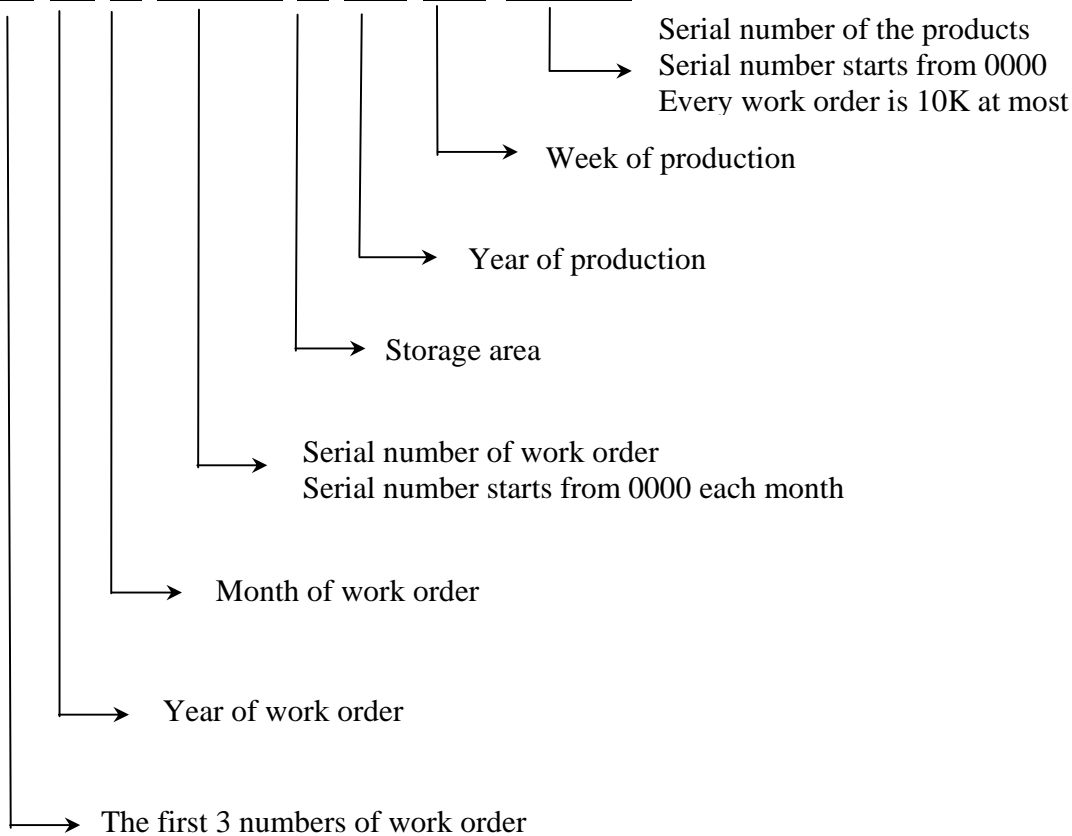 Serial number of the products
Serial number starts from 0000
Every work order is 10K at most
Week of production
Year of production
Storage area
Serial number of work order
Serial number starts from 0000 each month
Month of work order
Year of work order
The first 3 numbers of work order